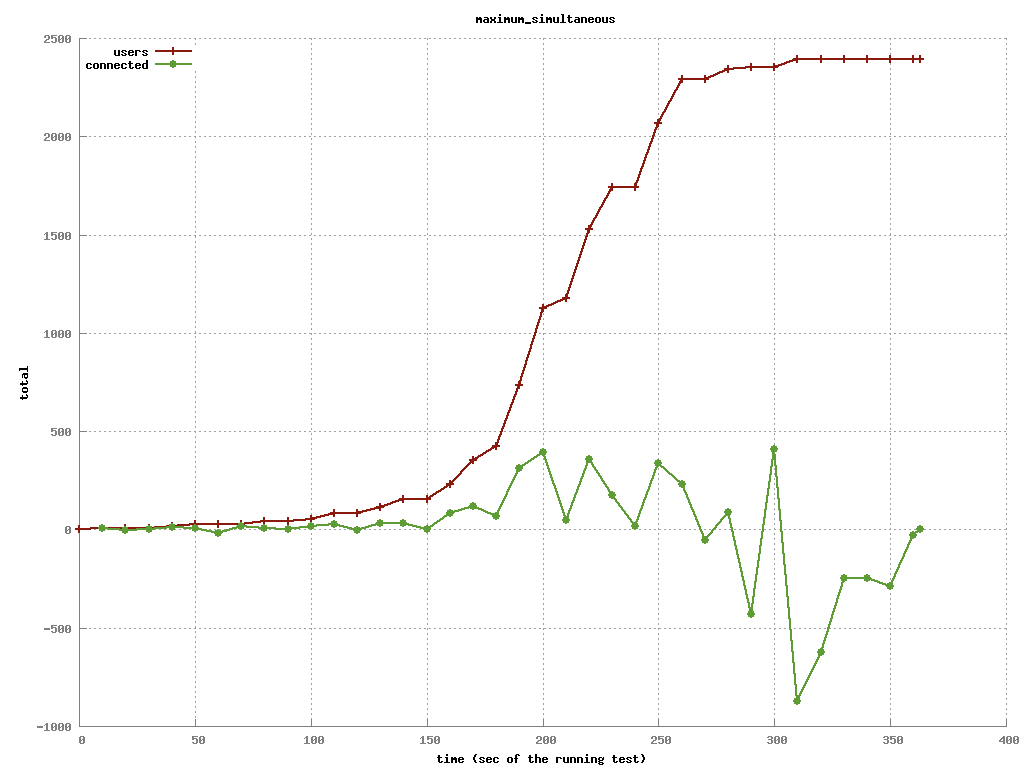 maximum_simultaneous
users
connected
2500
2000
1500
1000
500
0
-500
-1000
total
0 50 100 150 200 250 300 350 400
time (sec of the running test)